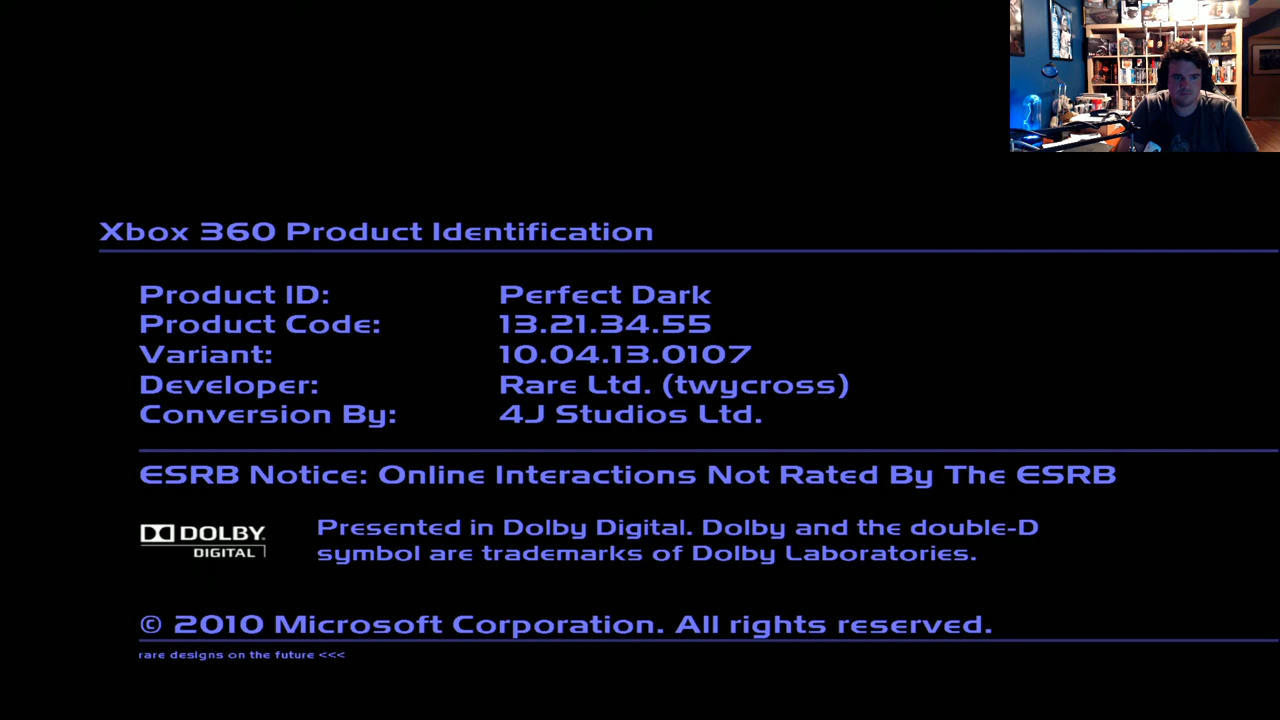 Xbox 360 Product Identification
Product ID: Perfect Dark
Product Code: 13.21.34.55
Variant: 10.04.13.0107
Developer: Rare Ltd. (twycross)
Conversion By: 4J Studios Ltd.
ESRB Notice: Online Interactions Not Rated By The ESRB
DOLBY
DIGITAL
Presented in Dolby Digital. Dolby and the double-D
symbol are trademarks of Dolby Laboratories.
© 2010 Microsoft Corporation. All rights reserved.
rare designs on the future <<<